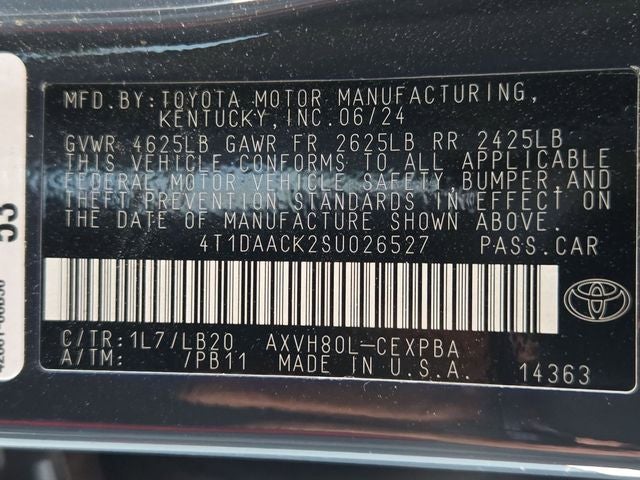 MFD.BY:TOYOTA MOTOR MANUFACTURING,
KENTUCKY,INC.06/24
GVWR 4625LB GAWR FR 2625LB RR 2425LB
THIS VEHICLE CONFORMS TO ALL APPLICABLE
FEDERAL MOTOR VEHICLE SAFETY,BUMPER,AND
THEFT PREVENTION STANDARDS IN EFFECT ON
THE DATE OF MANUFACTURE SHOWN ABOVE.
4T1DAACK2SU026527 PASS.CAR
C/TR:1L7/LB20 AXVH80L-CEXPBA
A/TM: /PB11 MADE IN U.S.A. 14363
53